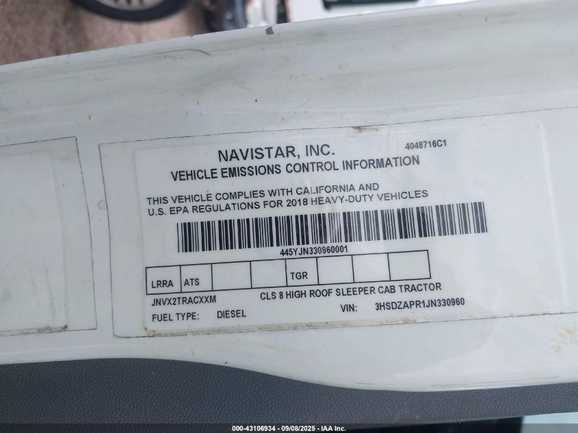 NAVISTAR, INC.
4048716C1
VEHICLE EMISSIONS CONTROL INFORMATION
THIS VEHICLE COMPLIES WITH CALIFORNIA AND
U.S. EPA REGULATIONS FOR 2018 HEAVY-DUTY VEHICLES
445YJN330960001
LRRA ATS TGR
JNVX2TRACXXM CLS 8 HIGH ROOF SLEEPER CAB TRACTOR
FUEL TYPE: DIESEL VIN: 3HSDZAPR1JN330960
000-43106934 | 09/08/2025 | IAA Inc.